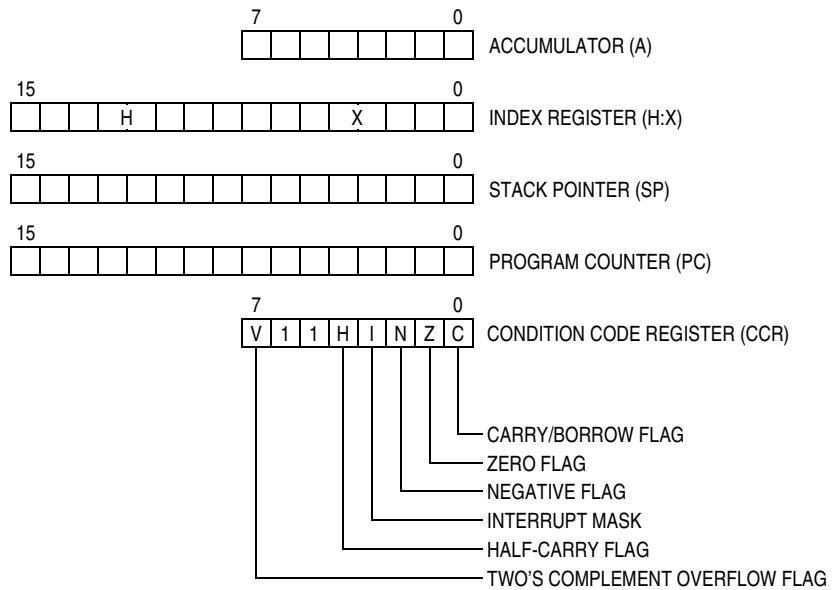 7 0
ACCUMULATOR (A)
15 0
H X INDEX REGISTER (H:X)
15 0
STACK POINTER (SP)
15 0
PROGRAM COUNTER (PC)
7 0
V 1 1 H I N Z C CONDITION CODE REGISTER (CCR)
CARRY/BORROW FLAG
ZERO FLAG
NEGATIVE FLAG
INTERRUPT MASK
HALF-CARRY FLAG
TWO'S COMPLEMENT OVERFLOW FLAG